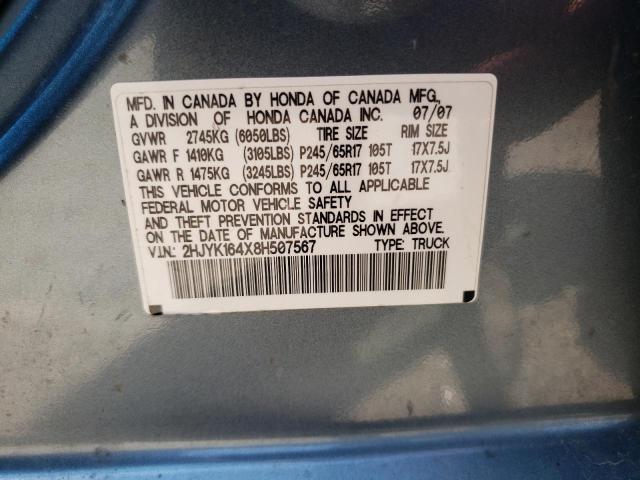 MFD. IN CANADA BY HONDA OF CANADA MFG.,
A DIVISION OF HONDA CANADA INC. 07/07
GVWR 2745KG (6050LBS) TIRE SIZE RIM SIZE
GAWR F 1410KG (3105LBS) P245/65R17 105T 17X7.5J
GAWR R 1475KG (3245LBS) P245/65R17 105T 17X7.5J
THIS VEHICLE CONFORMS TO ALL APPLICABLE
FEDERAL MOTOR VEHICLE SAFETY
AND THEFT PREVENTION STANDARDS IN EFFECT
ON THE DATE OF MANUFACTURE SHOWN ABOVE.
V.I.N.: 2HJYK164X8H507567 TYPE: TRUCK